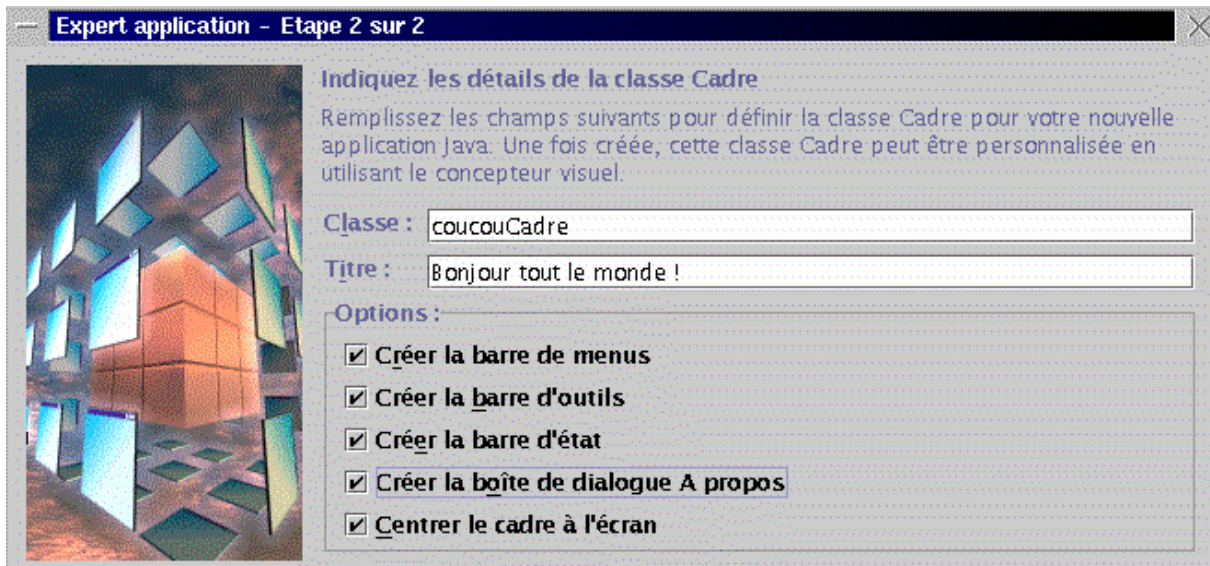 Expert application – Etape 2 sur 2
Indiquez les détails de la classe Cadre
Remplissez les champs suivants pour définir la classe Cadre pour votre nouvelle
application Java. Une fois créée, cette classe Cadre peut être personnalisée en
utilisant le concepteur visuel.
Classe : coucouCadre
Titre : Bonjour tout le monde !
Options :
Créer la barre de menus
Créer la barre d'outils
Créer la barre d'état
Créer la boîte de dialogue A propos
Centrer le cadre à l'écran